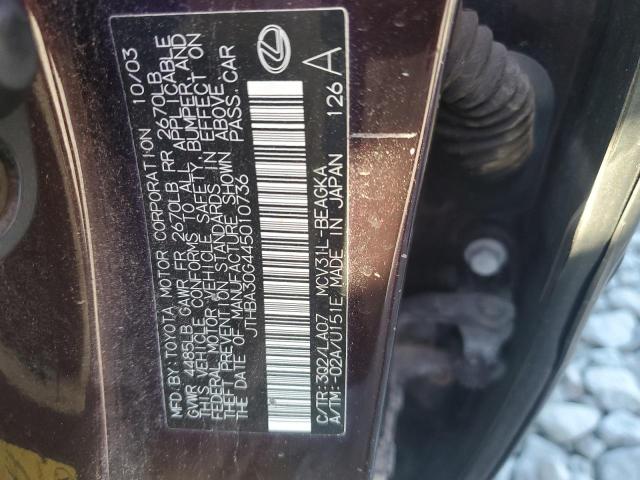 MFD.BY:TOYOTA MOTOR CORPORATION 10/03
GVWR 4485LB GAWR FR 2670LB RR 2670LB
THIS VEHICLE CONFORMS TO ALL APPLICABLE
FEDERAL MOTOR VEHICLE SAFETY, BUMPER, AND
THEFT PREVENTION STANDARDS IN EFFECT ON
THE DATE OF MANUFACTURE SHOWN ABOVE.
JTHBA30G445010736 PASS.CAR
C/TR:3Q2/LA07 MCV31L-BEAGKA 126 A
A/TM:-02A/U151E MADE IN JAPAN